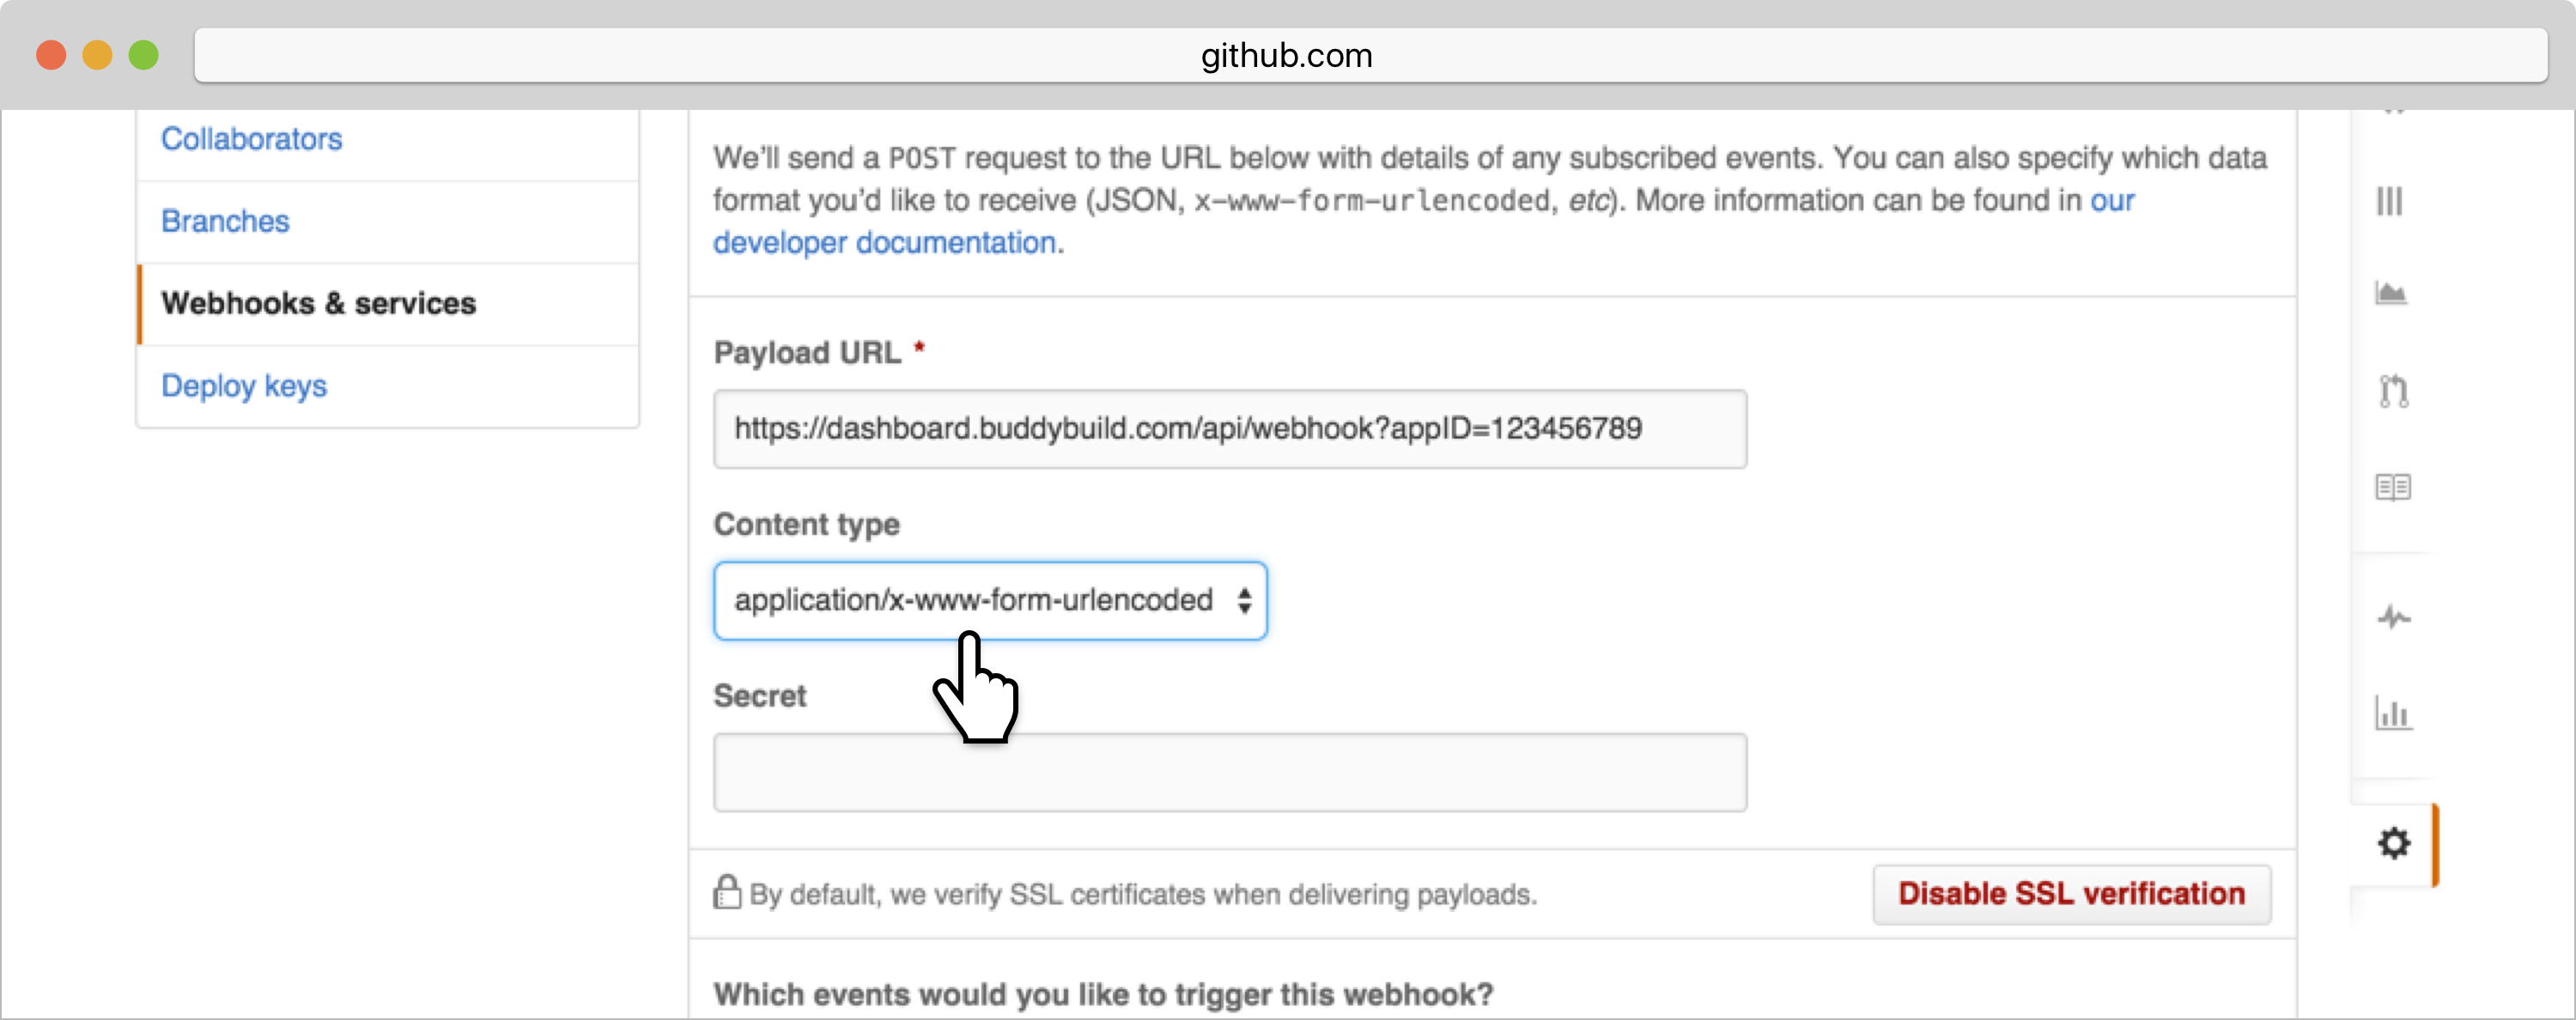 github.com
Collaborators
Branches
Webhooks & services
Deploy keys
We’ll send a POST request to the URL below with details of any subscribed events. You can also specify which data
format you’d like to receive (JSON, x-www-form-urlencoded, etc). More information can be found in our
developer documentation.
Payload URL *
https://dashboard.buddybuild.com/api/webhook?appID=123456789
Content type
application/x-www-form-urlencoded
Secret
By default, we verify SSL certificates when delivering payloads.
Disable SSL verification
Which events would you like to trigger this webhook?